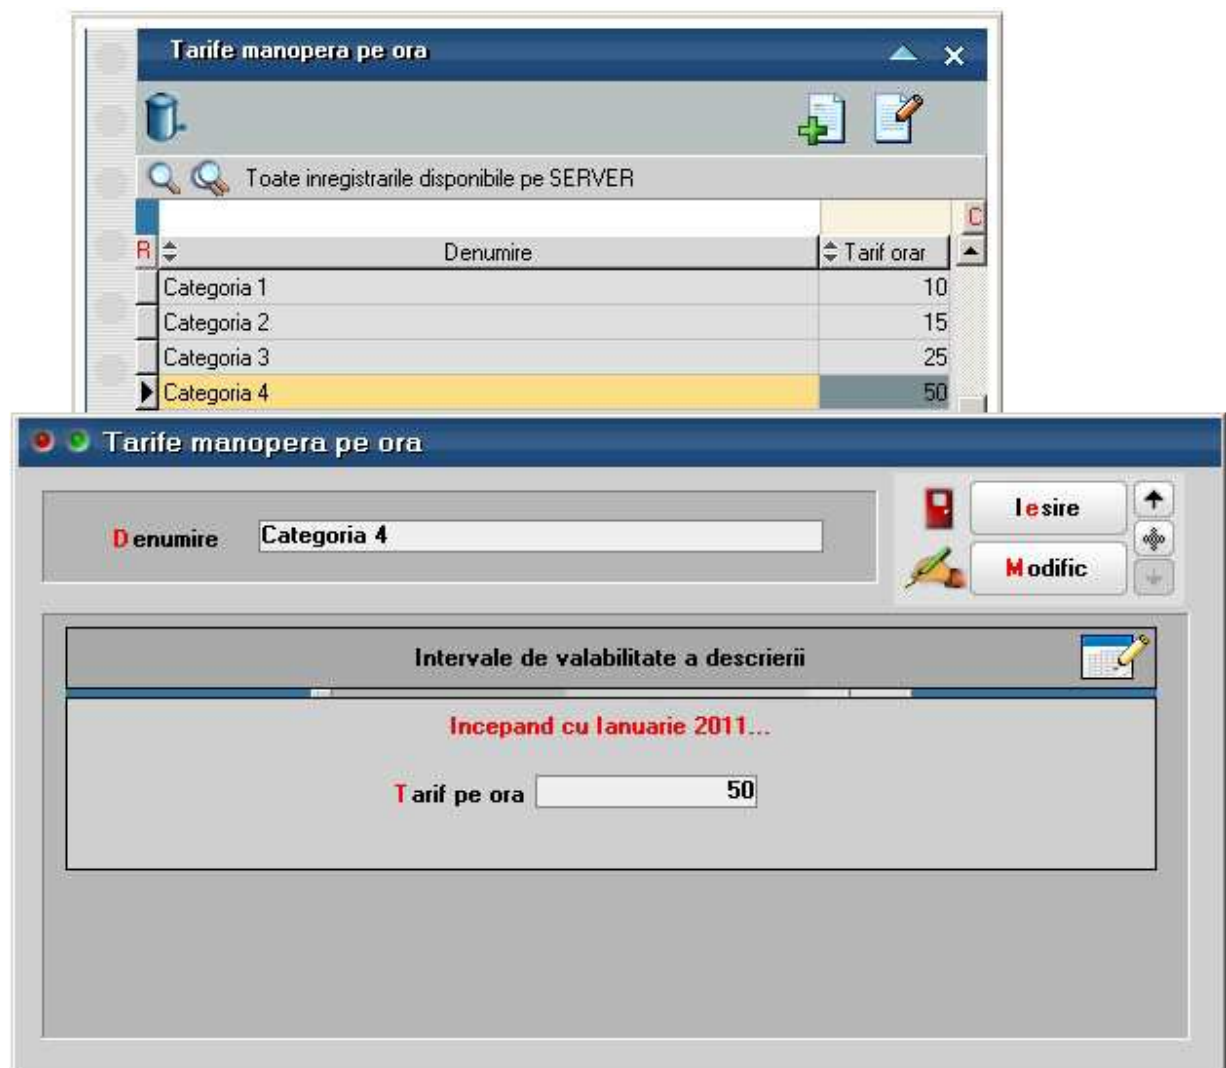 Tarife manopera pe ora
Toate inregistrarile disponibile pe SERVER
C
R Denumire Tarif orar
Categoria 1 10
Categoria 2 15
Categoria 3 25
Categoria 4 50
Tarife manopera pe ora
Denumire Categoria 4
Iesire
Modific
Intervale de valabilitate a descrierii
Incepand cu Ianuarie 2011...
Tarif pe ora 50